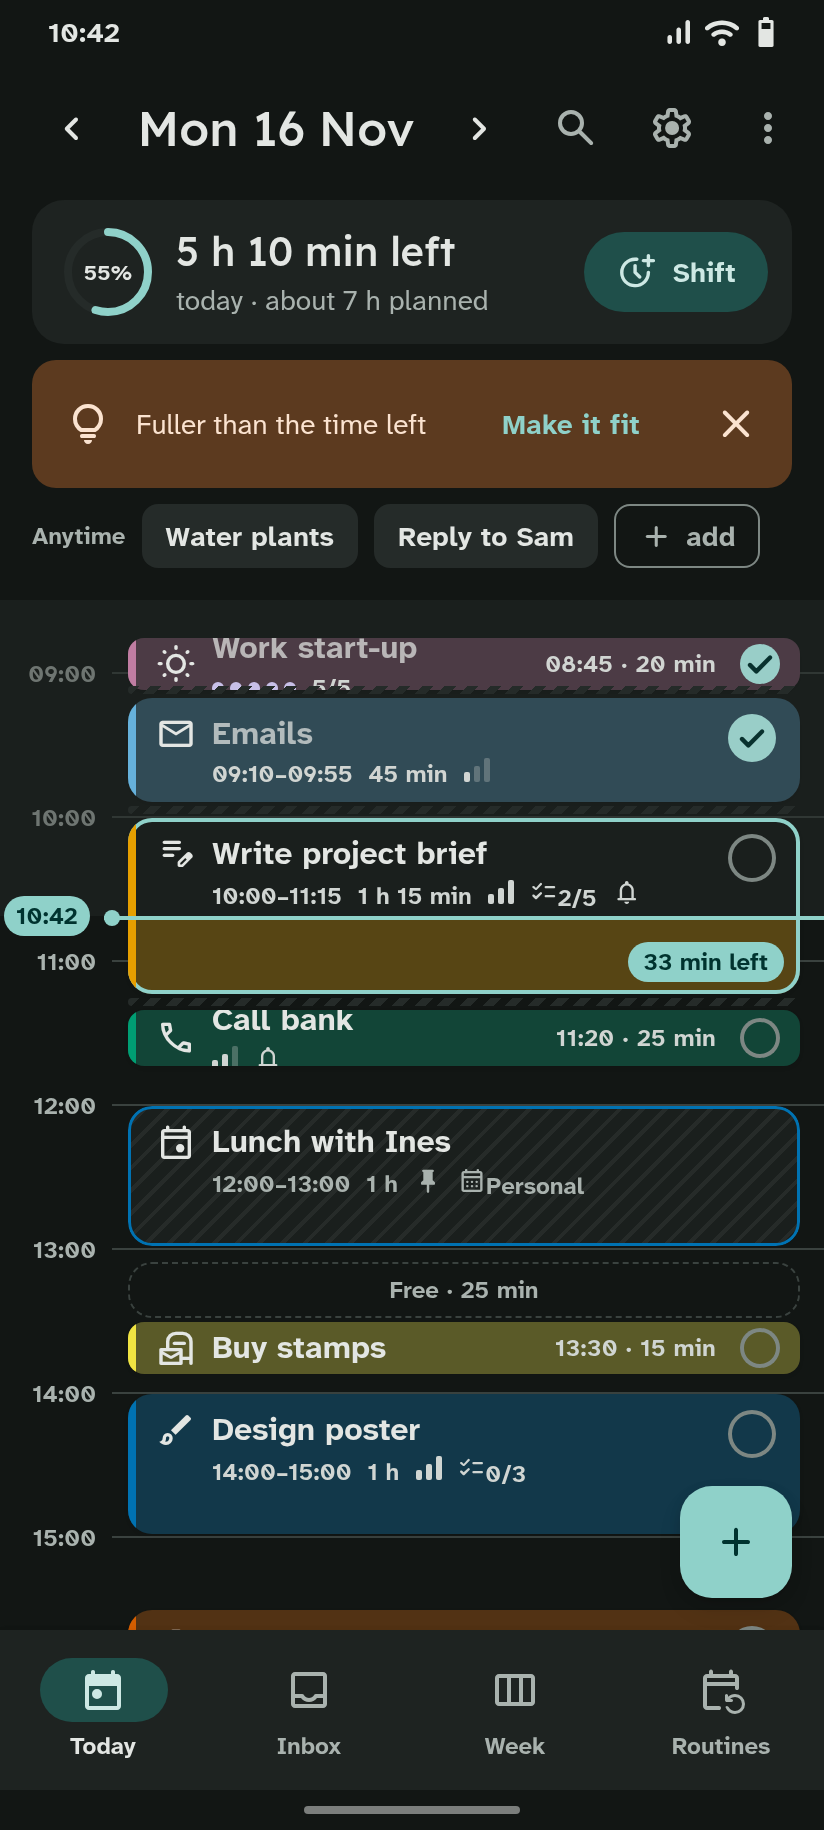 10:42
Mon 16 Nov
55%
5 h 10 min left
today · about 7 h planned
Shift
Fuller than the time left
Make it fit
Anytime
Water plants
Reply to Sam
add
09:00
Work start-up
5/5
08:45 · 20 min
Emails
09:10–09:55 45 min
10:00
Write project brief
10:00–11:15 1 h 15 min 2/5
10:42
11:00
33 min left
Call bank
11:20 · 25 min
12:00
Lunch with Ines
12:00–13:00 1 h Personal
13:00
Free · 25 min
Buy stamps
13:30 · 15 min
14:00
Design poster
14:00–15:00 1 h 0/3
15:00
Today
Inbox
Week
Routines